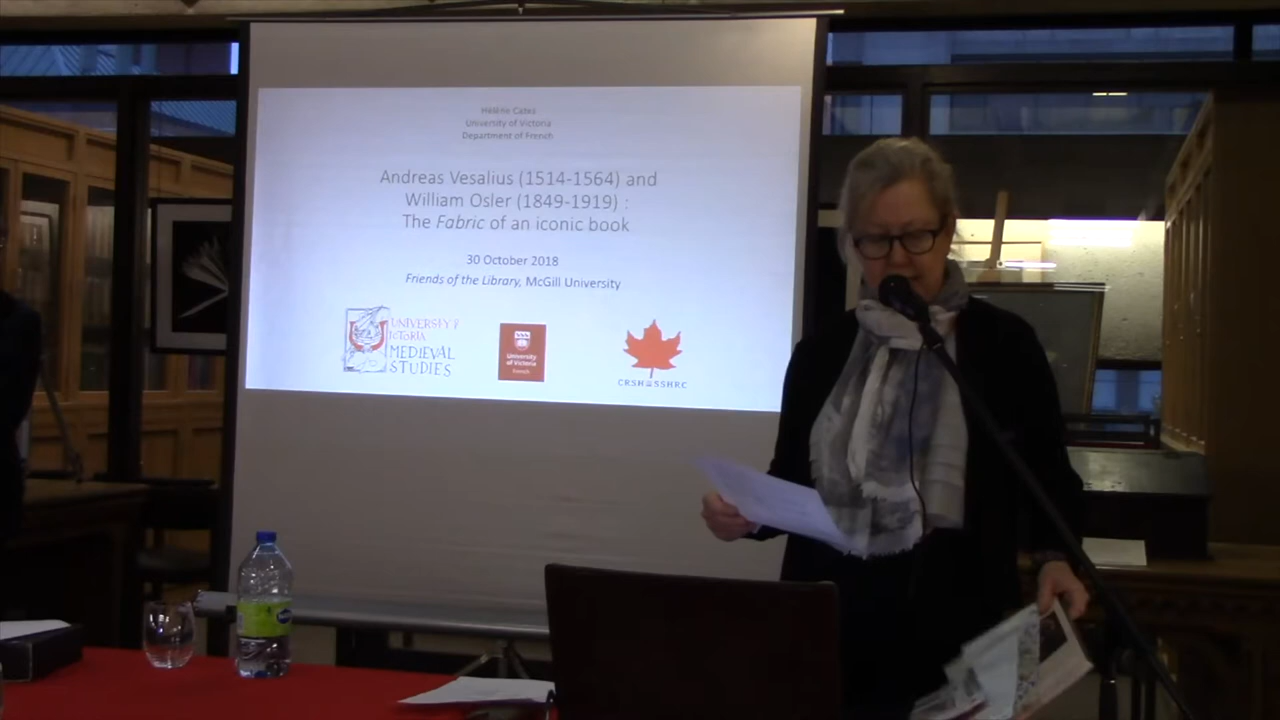 Hélène Cazes
University of Victoria
Department of French
Andreas Vesalius (1514-1564) and
William Osler (1849-1919) :
The Fabric of an iconic book
30 October 2018
Friends of the Library, McGill University
UNIVERSITY OF
VICTORIA
MEDIEVAL
STUDIES
University
of Victoria
French
CRSH SSHRC